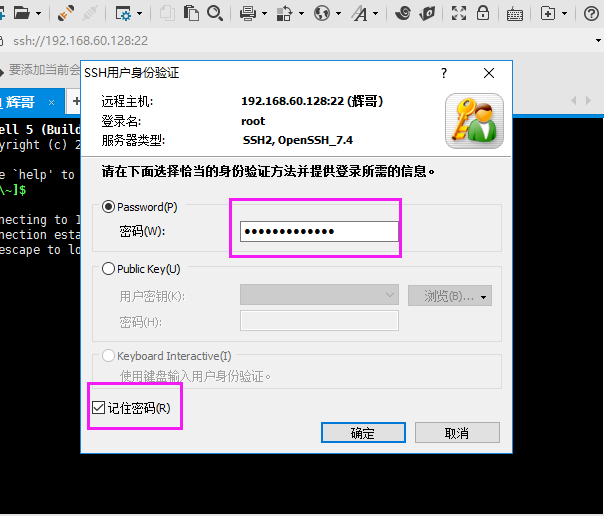 ssh://192.168.60.128:22
要添加当前会
辉哥
SSH用户身份验证
远程主机: 192.168.60.128:22 (辉哥)
登录名: root
服务器类型: SSH2, OpenSSH_7.4
请在下面选择恰当的身份验证方法并提供登录所需的信息。
Password(P)
密码(W): •••••••••••••
Public Key(U)
用户密钥(K): 浏览(B)...
密码(H):
Keyboard Interactive(I)
使用键盘输入用户身份验证。
记住密码(R)
确定 取消
ell 5 (Build
yright (c) 2
e `help' to
\~]$
necting to 1
nection esta
escape to lo